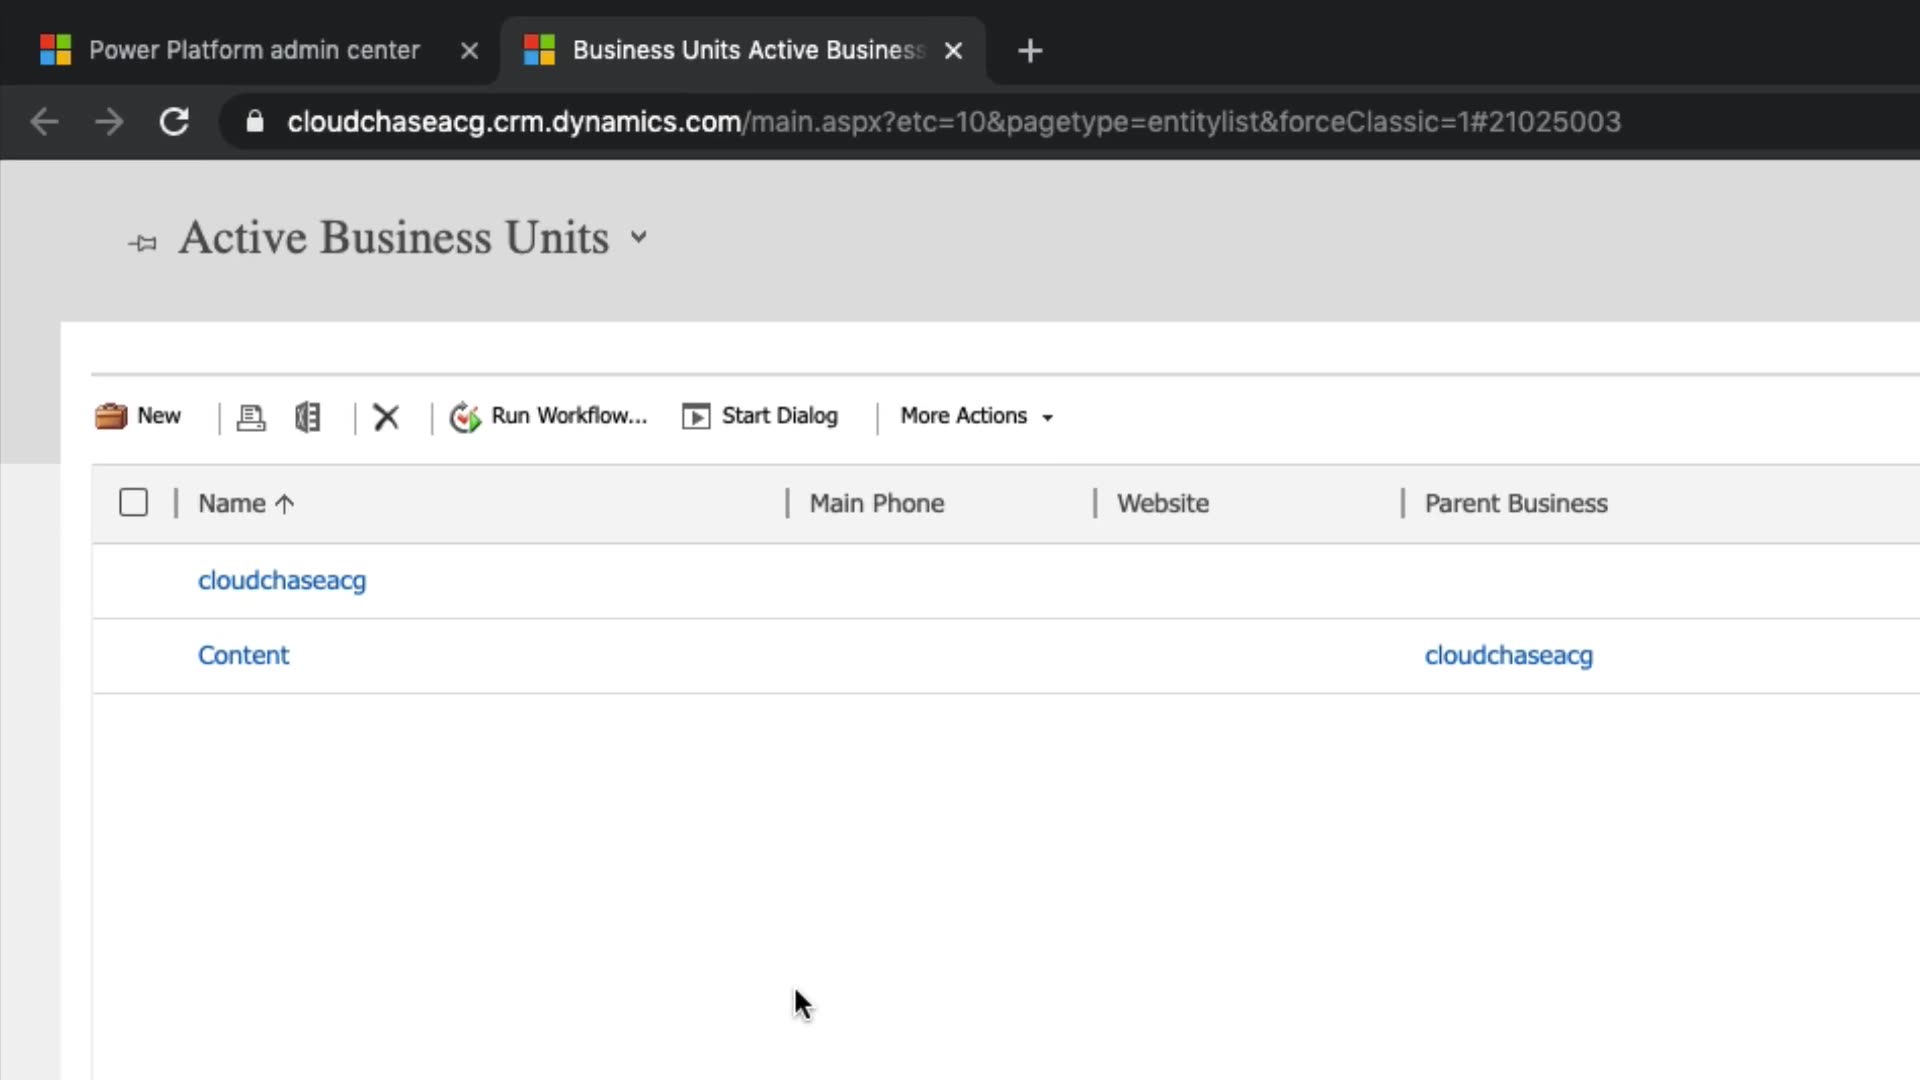 Power Platform admin center
Business Units Active Business
cloudchaseacg.crm.dynamics.com/main.aspx?etc=10&pagetype=entitylist&forceClassic=1#21025003
Active Business Units
New
Run Workflow...
Start Dialog
More Actions
Name
Main Phone
Website
Parent Business
cloudchaseacg
Content
cloudchaseacg